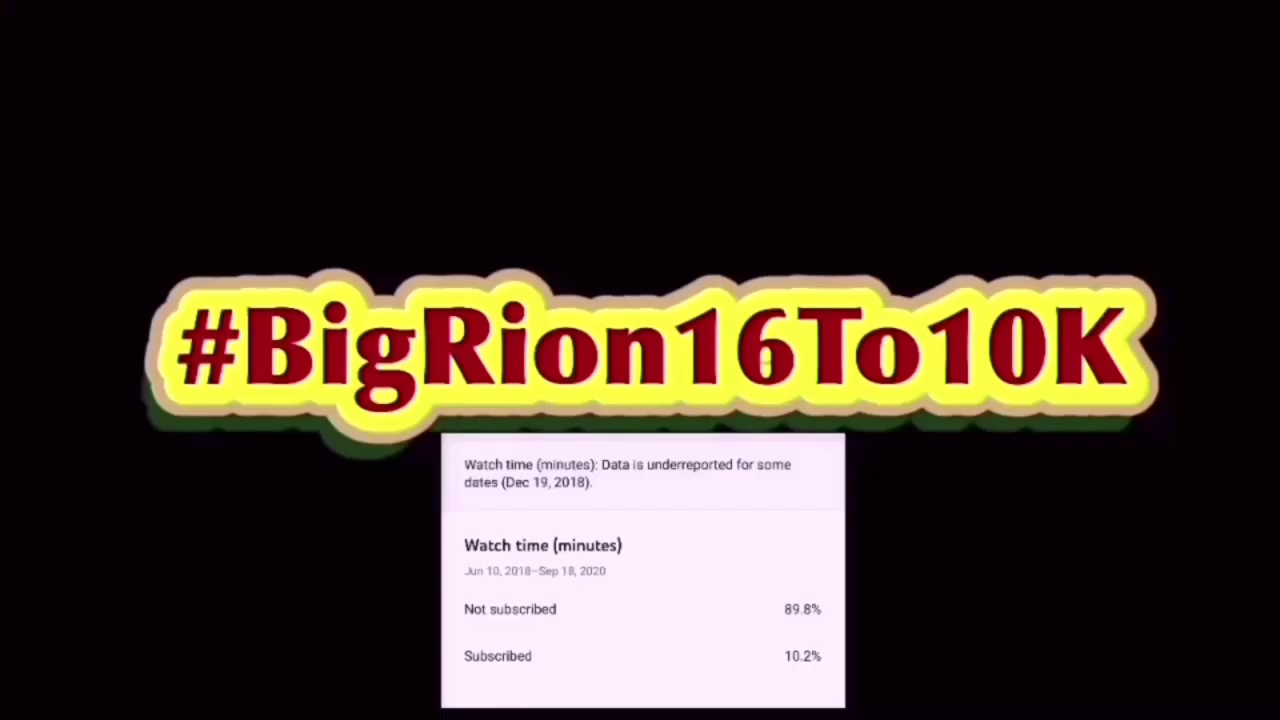 #BigRion16To10K
Watch time (minutes): Data is underreported for some
dates (Dec 19, 2018).
Watch time (minutes)
Jun 10, 2018–Sep 18, 2020
Not subscribed 89.8%
Subscribed 10.2%